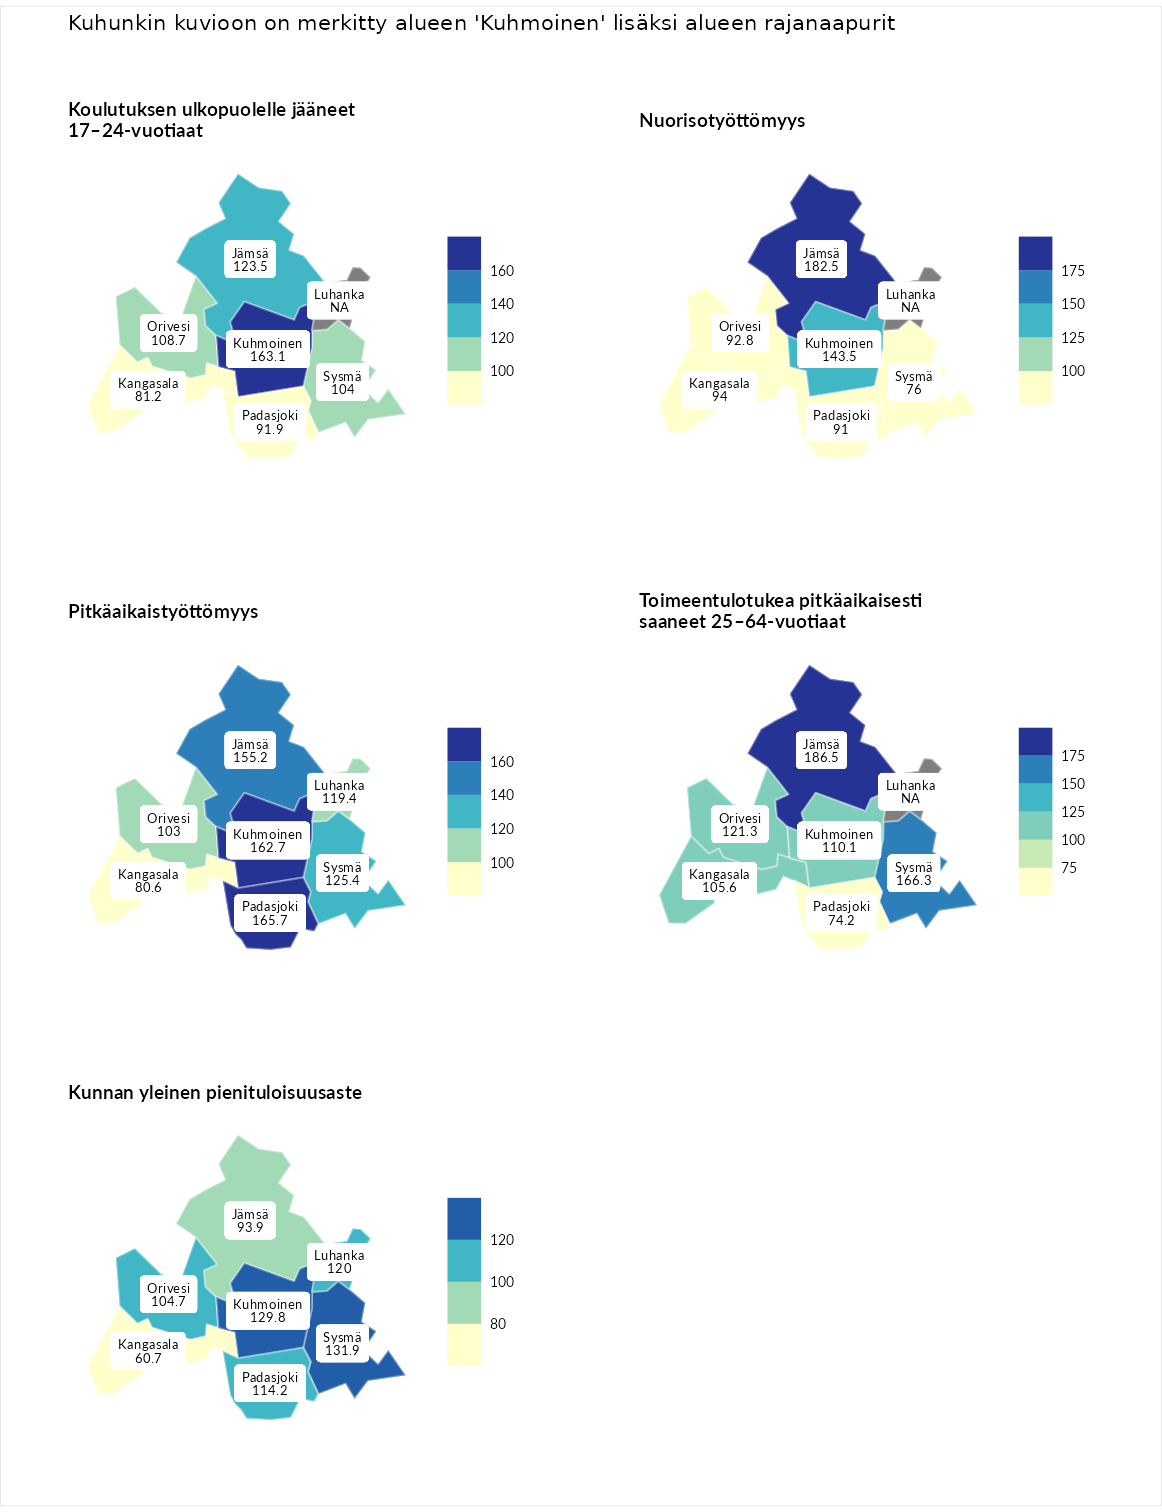 Kuhunkin kuvioon on merkitty alueen 'Kuhmoinen' lisäksi alueen rajanaapurit
Koulutuksen ulkopuolelle jääneet
17–24-vuotiaat
Jämsä
123.5
Luhanka
NA
Orivesi
108.7
Kuhmoinen
163.1
Kangasala
81.2
Sysmä
104
Padasjoki
91.9
160
140
120
100
Nuorisotyöttömyys
Jämsä
182.5
Luhanka
NA
Orivesi
92.8
Kuhmoinen
143.5
Kangasala
94
Sysmä
76
Padasjoki
91
175
150
125
100
Pitkäaikaistyöttömyys
Jämsä
155.2
Luhanka
119.4
Orivesi
103
Kuhmoinen
162.7
Kangasala
80.6
Sysmä
125.4
Padasjoki
165.7
160
140
120
100
Toimeentulotukea pitkäaikaisesti
saaneet 25–64-vuotiaat
Jämsä
186.5
Luhanka
NA
Orivesi
121.3
Kuhmoinen
110.1
Kangasala
105.6
Sysmä
166.3
Padasjoki
74.2
175
150
125
100
75
Kunnan yleinen pienituloisuusaste
Jämsä
93.9
Luhanka
120
Orivesi
104.7
Kuhmoinen
129.8
Kangasala
60.7
Sysmä
131.9
Padasjoki
114.2
120
100
80